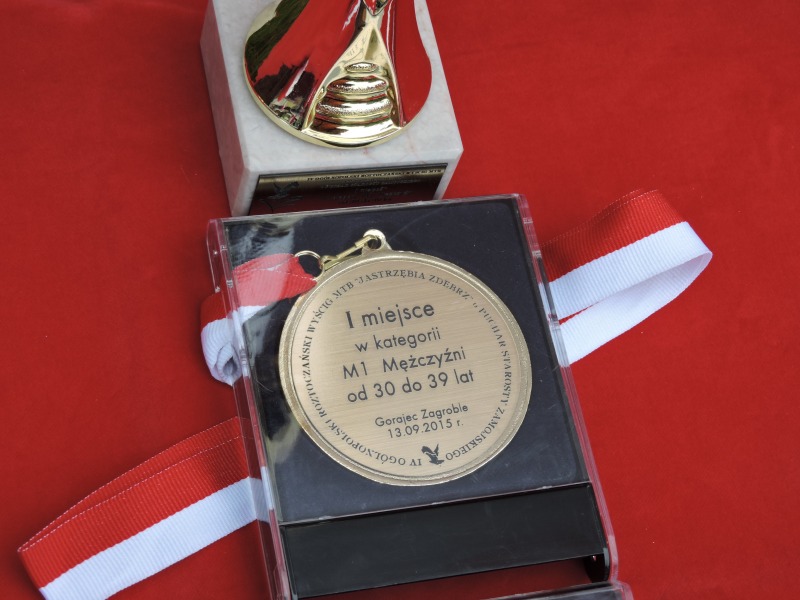 IV OGÓLNOPOLSKI ROZTOCZAŃSKI WYŚCIG MTB "JASTRZĘBIA ZDEBRZ" o PUCHAR STAROSTY ZAMOJSKIEGO
I miejsce
w kategorii
M1 Mężczyźni
od 30 do 39 lat
Gorajec Zagroble
13.09.2015 r.